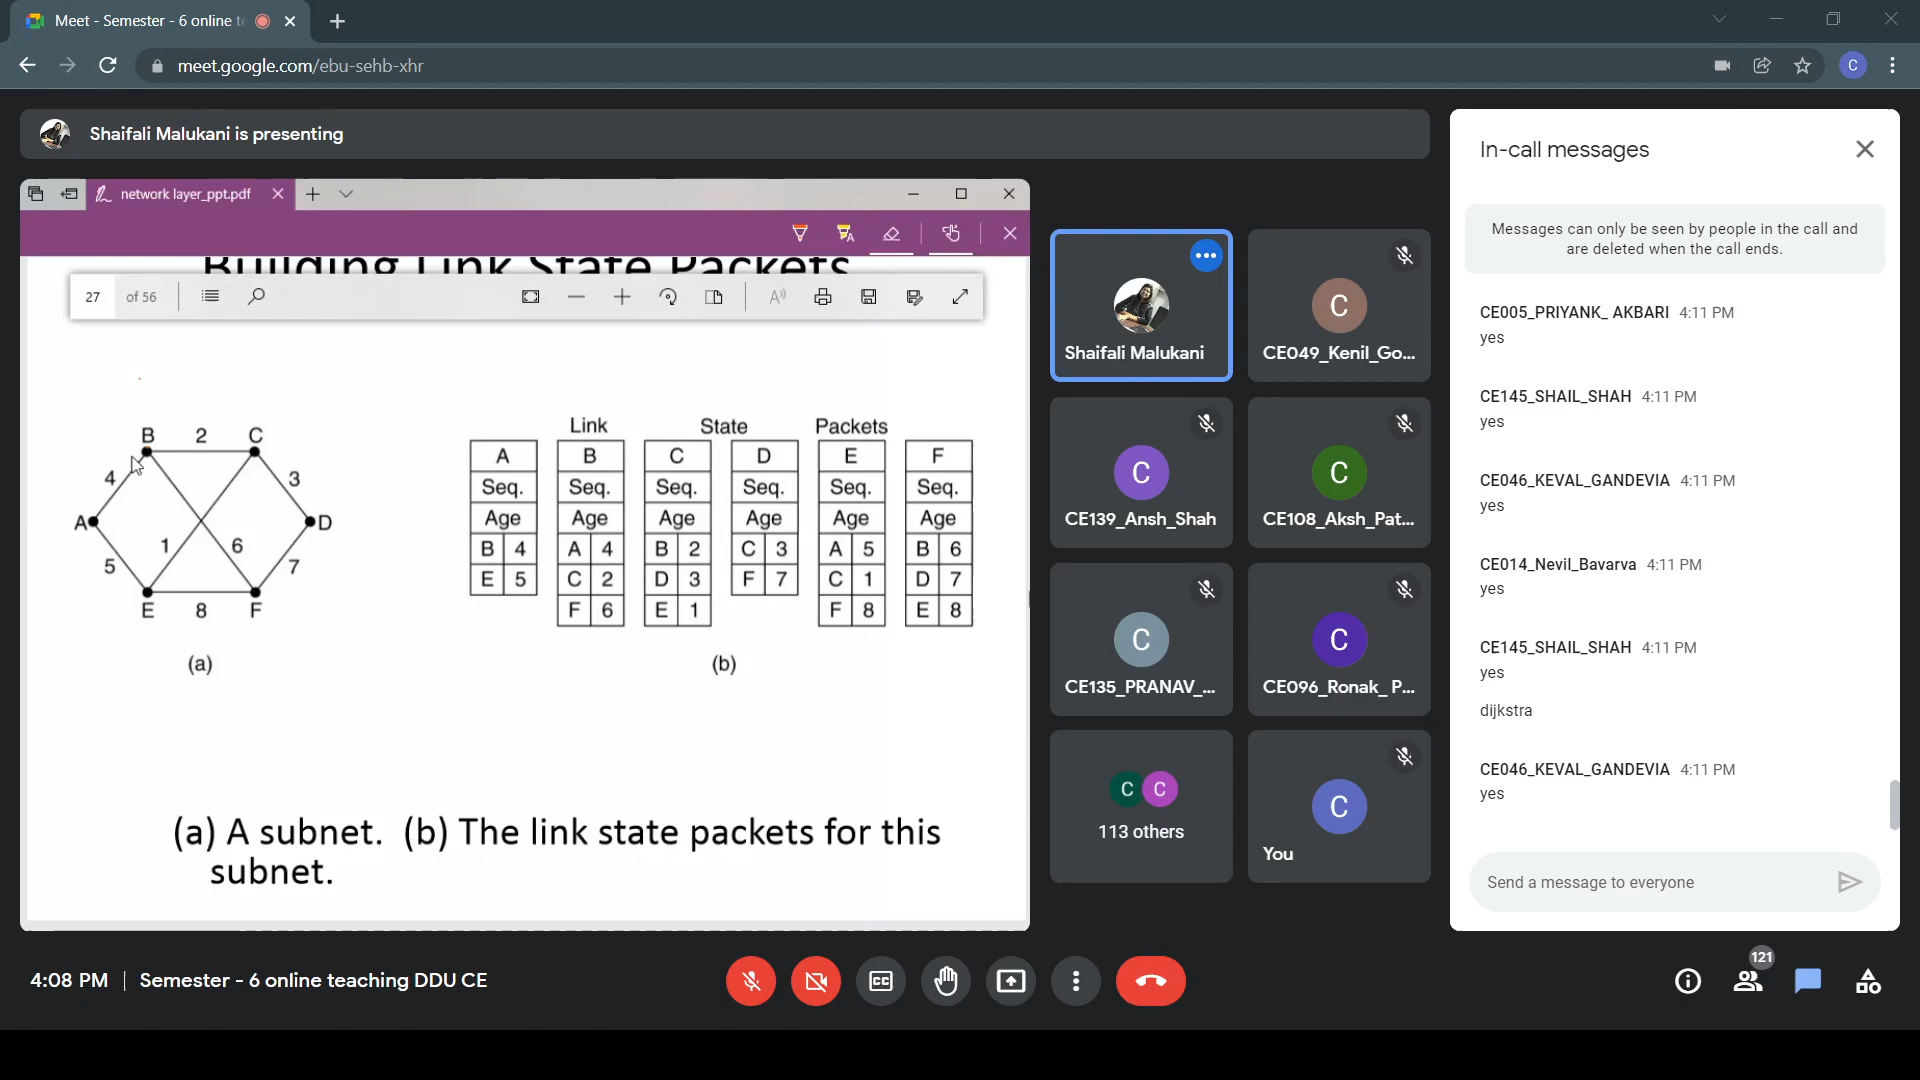 Meet - Semester - 6 online te
meet.google.com/ebu-sehb-xhr
C
Shaifali Malukani is presenting
network layer_ppt.pdf
Building Link State Packets
27 of 56
B 2 C
4 3
A D
1 6
5 7
E 8 F
(a)
Link State Packets
A B C D E F
Seq. Seq. Seq. Seq. Seq. Seq.
Age Age Age Age Age Age
B 4 A 4 B 2 C 3 A 5 B 6
E 5 C 2 D 3 F 7 C 1 D 7
F 6 E 1 F 8 E 8
(b)
(a) A subnet. (b) The link state packets for this
subnet.
Shaifali Malukani
C
CE049_Kenil_Go...
C
CE139_Ansh_Shah
C
CE108_Aksh_Pat...
C
CE135_PRANAV_...
C
CE096_Ronak_ P...
C C
113 others
C
You
In-call messages
Messages can only be seen by people in the call and
are deleted when the call ends.
CE005_PRIYANK_ AKBARI 4:11 PM
yes
CE145_SHAIL_SHAH 4:11 PM
yes
CE046_KEVAL_GANDEVIA 4:11 PM
yes
CE014_Nevil_Bavarva 4:11 PM
yes
CE145_SHAIL_SHAH 4:11 PM
yes
dijkstra
CE046_KEVAL_GANDEVIA 4:11 PM
yes
Send a message to everyone
4:08 PM | Semester - 6 online teaching DDU CE
121